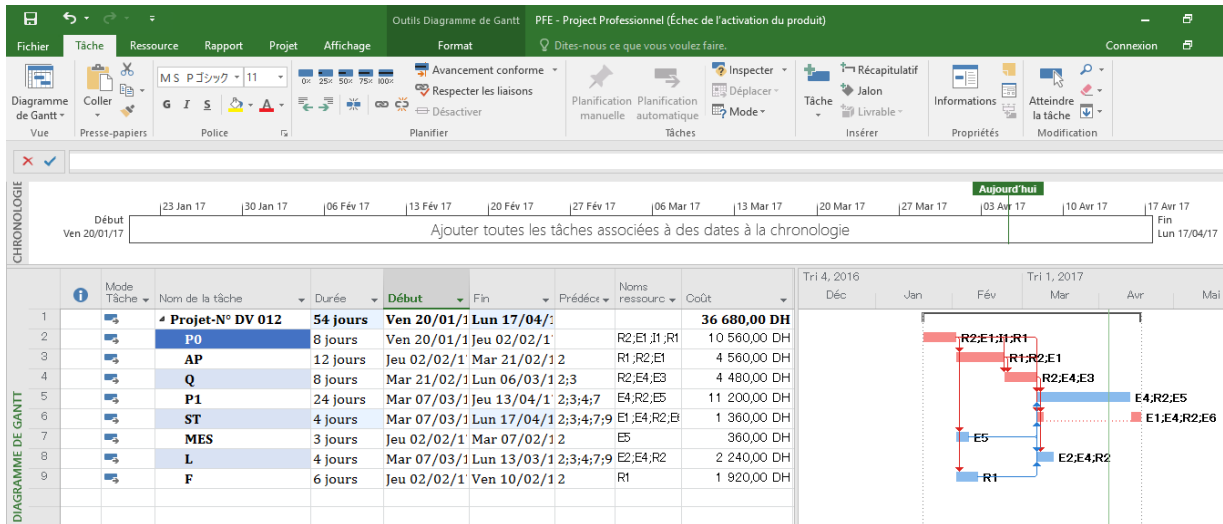 Outils Diagramme de Gantt PFE - Project Professionnel (Échec de l'activation du produit)
Fichier Tâche Ressource Rapport Projet Affichage Format Dites-nous ce que vous voulez faire. Connexion
MS Pゴシック 11 0× 25× 50× 75× 100× Avancement conforme Inspecter Récapitulatif
Respecter les liaisons Déplacer Jalon
Diagramme de Gantt Coller G I S A Désactiver Planification manuelle Planification automatique Mode Tâche Livrable Informations Atteindre la tâche
Vue Presse-papiers Police Planifier Tâches Insérer Propriétés Modification
CHRONOLOGIE
Aujourd'hui
23 Jan 17 30 Jan 17 06 Fév 17 13 Fév 17 20 Fév 17 27 Fév 17 06 Mar 17 13 Mar 17 20 Mar 17 27 Mar 17 03 Avr 17 10 Avr 17 17 Avr 17
Début
Ven 20/01/17
Ajouter toutes les tâches associées à des dates à la chronologie
Fin
Lun 17/04/17
DIAGRAMME DE GANTT
Mode Tâche Nom de la tâche Durée Début Fin Prédéce Noms ressourc Coût
Tri 4, 2016 Tri 1, 2017
Déc Jan Fév Mar Avr Mai
1 Projet-N° DV 012 54 jours Ven 20/01/1 Lun 17/04/1 36 680,00 DH
2 P0 8 jours Ven 20/01/1 Jeu 02/02/1 R2;E1;I1;R1 10 560,00 DH R2;E1;I1;R1
3 AP 12 jours Jeu 02/02/1 Mar 21/02/1 2 R1;R2;E1 4 560,00 DH R1;R2;E1
4 Q 8 jours Mar 21/02/1 Lun 06/03/1 2;3 R2;E4;E3 4 480,00 DH R2;E4;E3
5 P1 24 jours Mar 07/03/1 Jeu 13/04/1 2;3;4;7 E4;R2;E5 11 200,00 DH E4;R2;E5
6 ST 4 jours Mar 07/03/1 Lun 17/04/1 2;3;4;7;9 E1;E4;R2;E6 1 360,00 DH E1;E4;R2;E6
7 MES 3 jours Jeu 02/02/1 Mar 07/02/1 2 E5 360,00 DH E5
8 L 4 jours Mar 07/03/1 Lun 13/03/1 2;3;4;7;9 E2;E4;R2 2 240,00 DH E2;E4;R2
9 F 6 jours Jeu 02/02/1 Ven 10/02/1 2 R1 1 920,00 DH R1